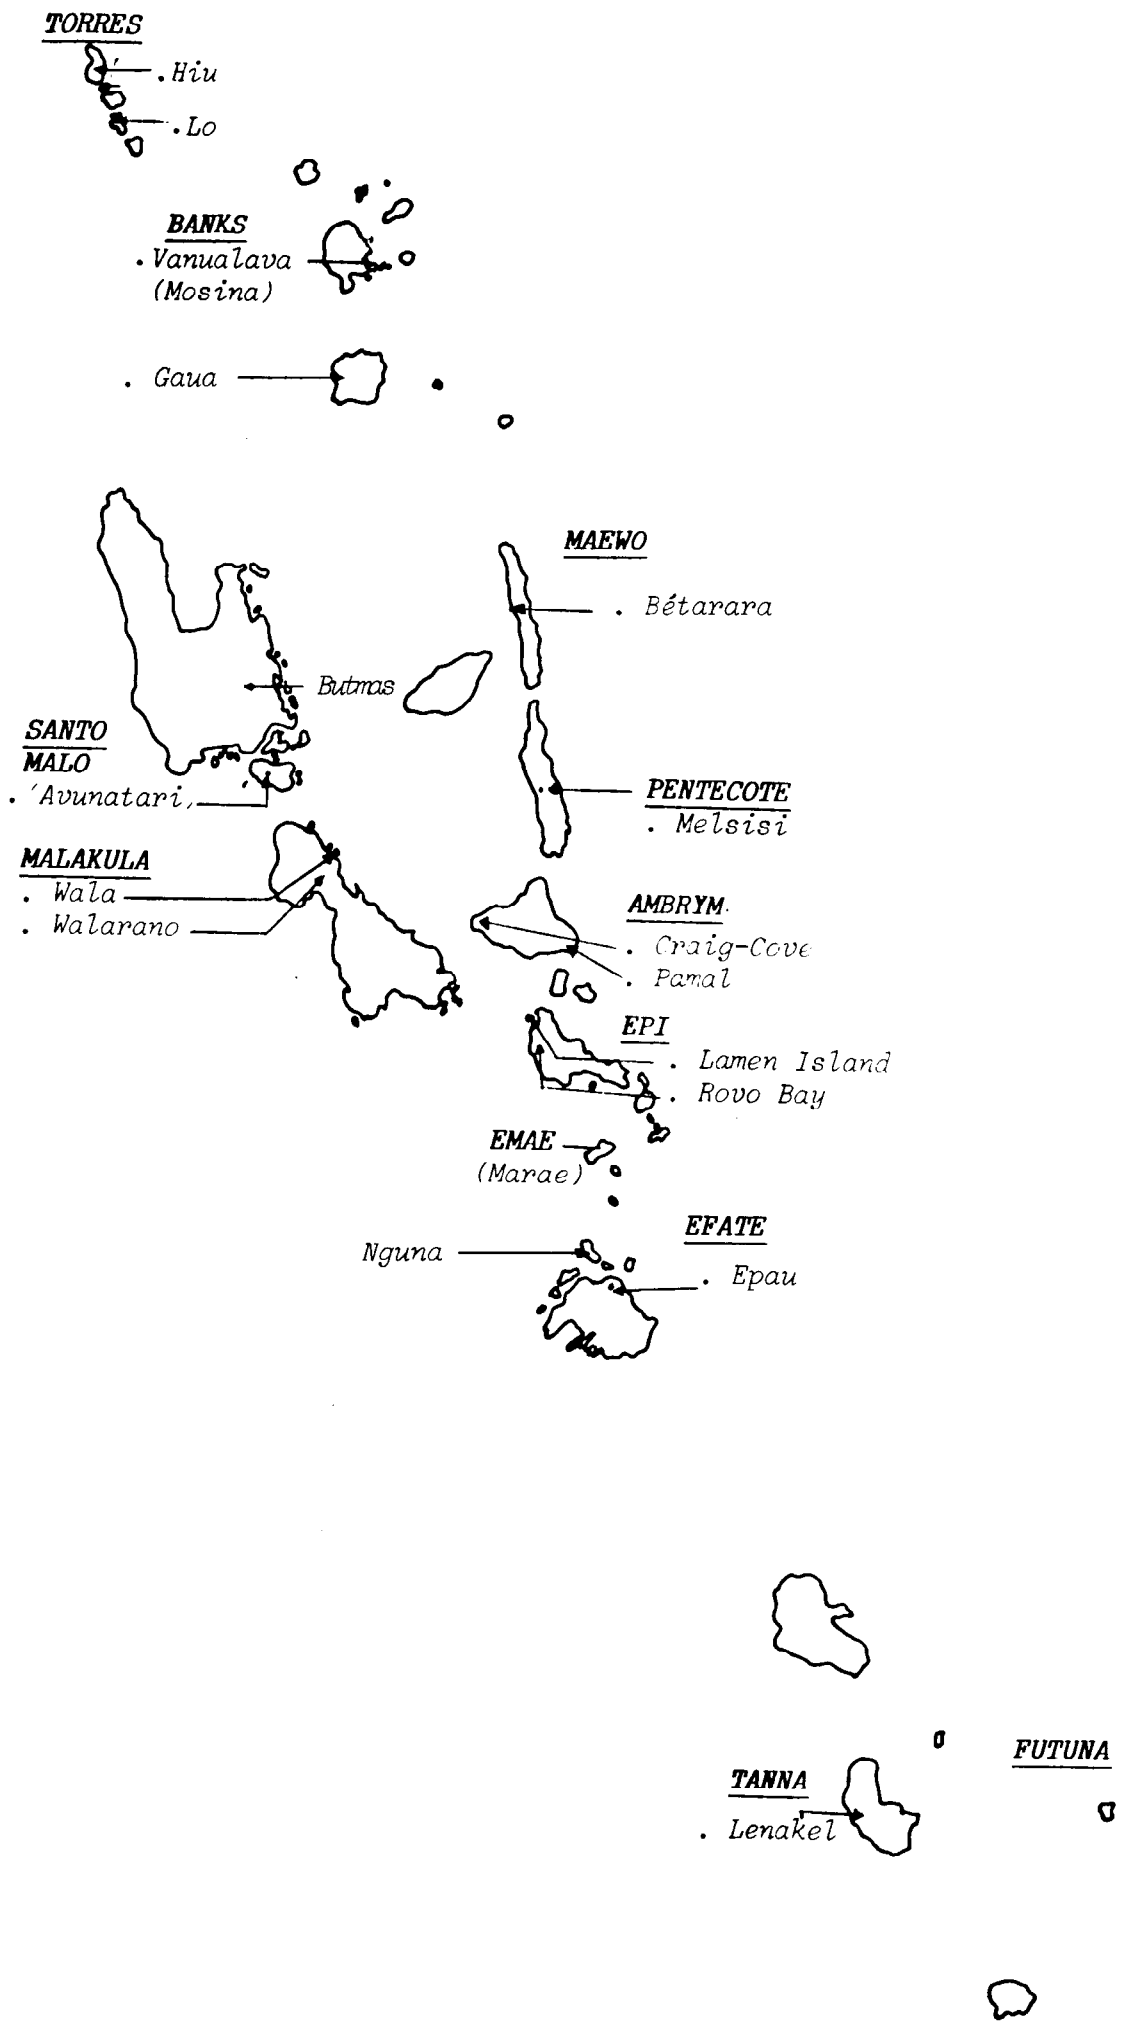 TORRES
. Hiu
. Lo
BANKS
. Vanualava
(Mosina)
. Gaua
MAEWO
. Bétarara
Butmas
SANTO
MALO
. 'Avunatari,
PENTECOTE
. Melsisi
MALAKULA
. Wala
. Walarano
AMBRYM
. Craig-Cove
. Pamal
EPI
. Lamen Island
. Rovo Bay
EMAE
(Marae)
EFATE
Nguna
. Epau
FUTUNA
TANNA
. Lenakel